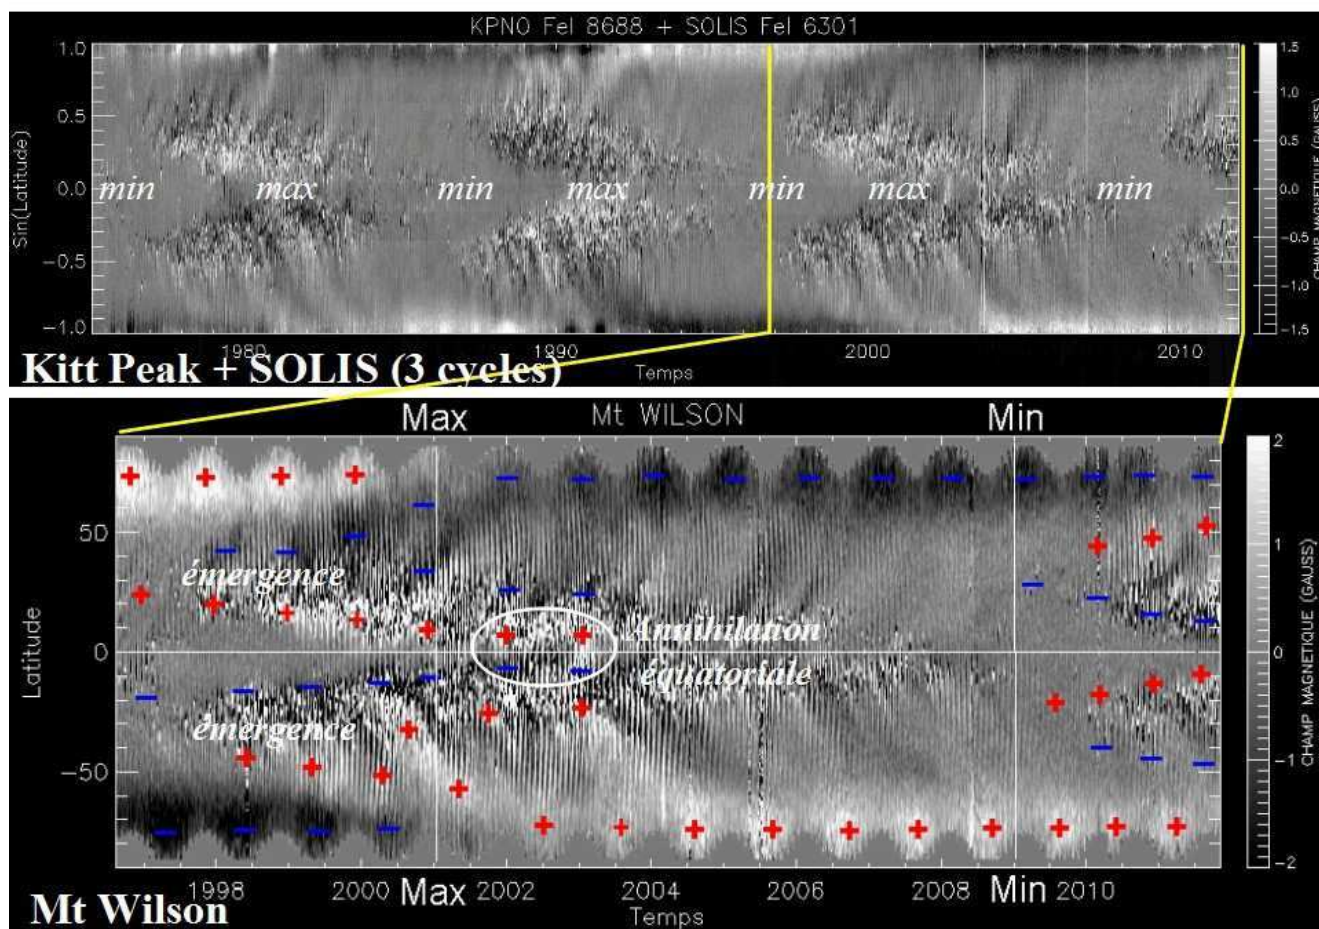 KPNO FeI 8688 + SOLIS FeI 6301
1.0
0.5
0.0
-0.5
-1.0
Sin(Latitude)
min max min max min max min
1.5
1.0
0.5
0.0
-0.5
-1.0
-1.5
CHAMP MAGNETIQUE (GAUSS)
1980 1990 2000 2010
Temps
Kitt Peak + SOLIS (3 cycles)
Max Mt WILSON Min
50
0
-50
Latitude
émergence
Annihilation
équatoriale
émergence
2
1
0
-1
-2
CHAMP MAGNETIQUE (GAUSS)
1998 2000 2002 2004 2006 2008 2010
Max Min
Temps
Mt Wilson